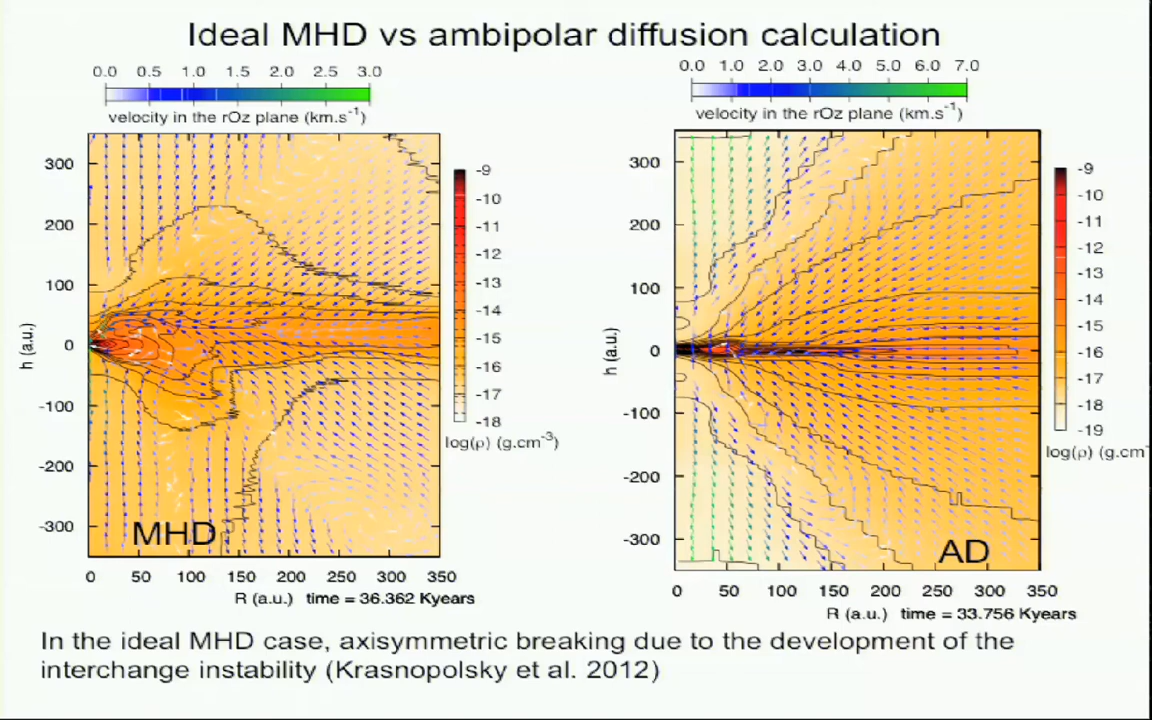 Ideal MHD vs ambipolar diffusion calculation
0.0 0.5 1.0 1.5 2.0 2.5 3.0
velocity in the rOz plane (km.s-1)
0.0 1.0 2.0 3.0 4.0 5.0 6.0 7.0
velocity in the rOz plane (km.s-1)
300
200
100
0
-100
-200
-300
h (a.u.)
MHD
0 50 100 150 200 250 300 350
R (a.u.) time = 36.362 Kyears
-9
-10
-11
-12
-13
-14
-15
-16
-17
-18
log(ρ) (g.cm-3)
300
200
100
0
-100
-200
-300
h (a.u.)
AD
0 50 100 150 200 250 300 350
R (a.u.) time = 33.756 Kyears
-9
-10
-11
-12
-13
-14
-15
-16
-17
-18
-19
log(ρ) (g.cm-
In the ideal MHD case, axisymmetric breaking due to the development of the
interchange instability (Krasnopolsky et al. 2012)